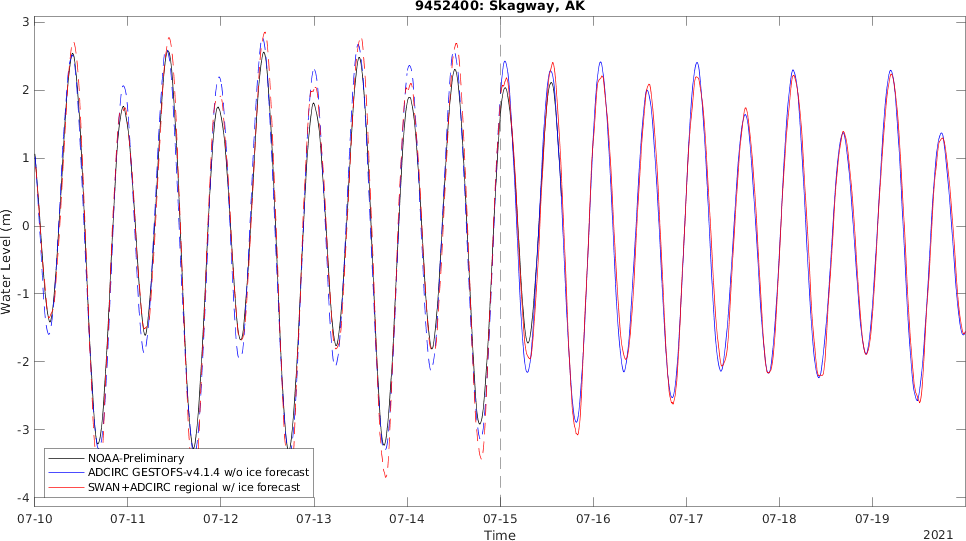 9452400: Skagway, AK
3
2
1
0
-1
-2
-3
-4
Water Level (m)
NOAA-Preliminary
ADCIRC GESTOFS-v4.1.4 w/o ice forecast
SWAN+ADCIRC regional w/ ice forecast
07-10 07-11 07-12 07-13 07-14 07-15 07-16 07-17 07-18 07-19
Time
2021